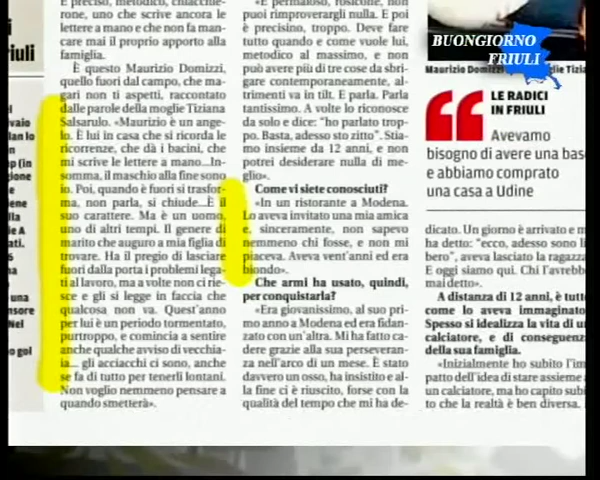 È preciso, metodico, chiacchie-
rone, uno che scrive ancora le
lettere a mano e che non fa man-
care mai il proprio apporto alla
famiglia.
È questo Maurizio Domizzi,
quello fuori dal campo, che ma-
gari non ti aspetti, raccontato
dalle parole della moglie Tiziana
Salsarulo. «Maurizio è un ange-
lo. È lui in casa che si ricorda le
ricorrenze, che dà i bacini, che
mi scrive le lettere a mano...In-
somma, il maschio alla fine sono
io. Poi, quando è fuori si trasfor-
ma, non parla, si chiude...È il
suo carattere. Ma è un uomo
uno di altri tempi. Il genere di
marito che auguro a mia figlia di
trovare. Ha il pregio di lasciare
fuori dalla porta i problemi lega-
ti al lavoro, ma a volte non ci rie-
sce e gli si legge in faccia che
qualcosa non va. Quest'anno
per lui è un periodo tormentato,
purtroppo, e comincia a sentire
anche qualche avviso di vecchia-
ia... gli acciacchi ci sono, anche
se fa di tutto per tenerli lontani.
Non voglio nemmeno pensare a
quando smetterà».
«È permaloso, rosicone, non
puoi rimproverargli nulla. E poi
è precisino, troppo. Deve fare
tutto quando e come vuole lui,
metodico al massimo, e non
può avere più di tre cose da sbri-
gare contemporaneamente, al-
trimenti va in tilt. E parla. Parla
tantissimo. A volte lo riconosce
da solo e dice: "ho parlato trop-
po. Basta, adesso sto zitto". Stia-
mo insieme da 12 anni, e non
potrei desiderare nulla di me-
glio».
Come vi siete conosciuti?
«In un ristorante a Modena.
Lo aveva invitato una mia amica
e, sinceramente, non sapevo
nemmeno chi fosse, e non mi
piaceva. Aveva vent'anni ed era
biondo».
Che armi ha usato, quindi,
per conquistarla?
«Era giovanissimo, al suo pri-
mo anno a Modena ed era fidan-
zato con un'altra. Mi ha fatto ca-
dere grazie alla sua perseveran-
za nell'arco di un mese. È stato
davvero un osso, ha insistito e al-
la fine ci è riuscito, forse con la
qualità del tempo che mi ha de-
BUONGIORNO
FRIULI
Maurizio Domizzi
glie Tizia
LE RADICI
IN FRIULI
Avevamo
bisogno di avere una base
e abbiamo comprato
una casa a Udine
dicato. Un giorno è arrivato e m
ha detto: "ecco, adesso sono li
bero", aveva lasciato la ragazza
E oggi siamo qui. Chi l'avrebb
mai detto».
A distanza di 12 anni, è tutt
come lo aveva immaginato
Spesso si idealizza la vita di u
calciatore, e di conseguenz
della sua famiglia.
«Inizialmente ho subito l'im
patto dell'idea di stare assieme a
un calciatore, ma ho capito subi
to che la realtà è ben diversa.